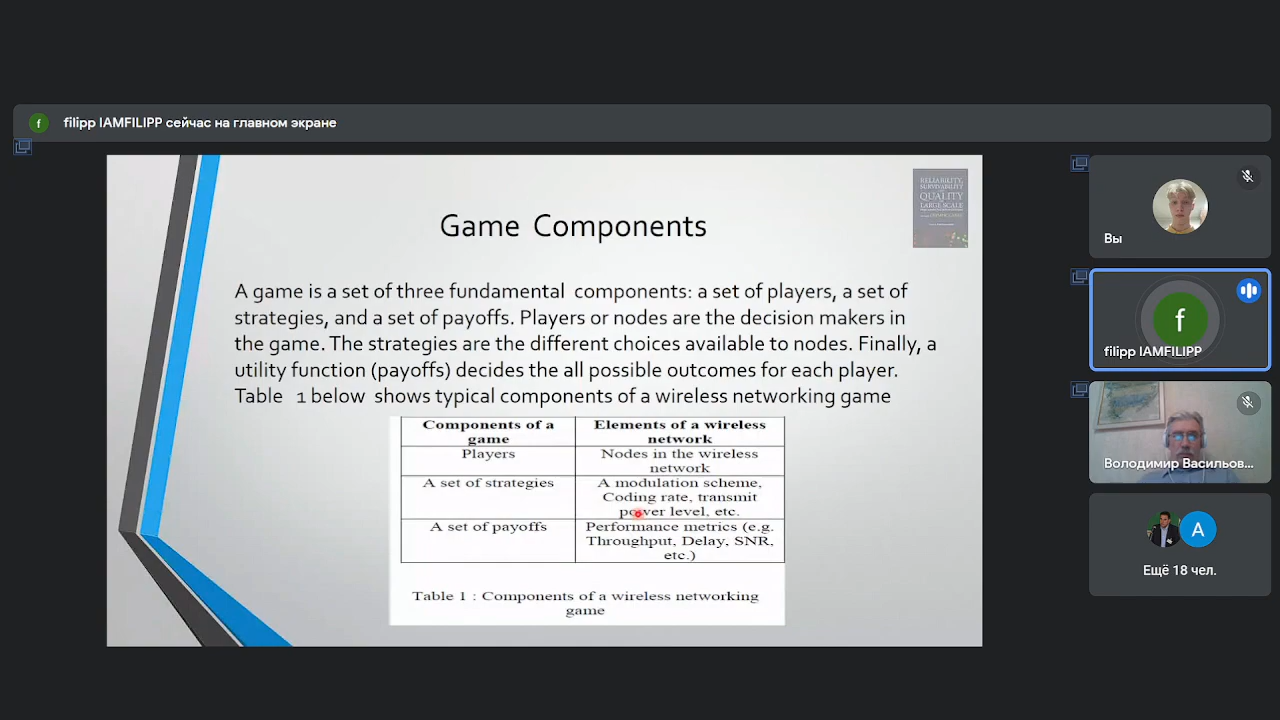 filipp IAMFILIPP сейчас на главном экране
Game Components
RELIABILITY,
SURVIVABILITY
QUALITY
LARGE SCALE
A game is a set of three fundamental components: a set of players, a set of
strategies, and a set of payoffs. Players or nodes are the decision makers in
the game. The strategies are the different choices available to nodes. Finally, a
utility function (payoffs) decides the all possible outcomes for each player.
Table 1 below shows typical components of a wireless networking game
Components of a
game
Elements of a wireless
network
Players
Nodes in the wireless
network
A set of strategies
A modulation scheme,
Coding rate, transmit
power level, etc.
A set of payoffs
Performance metrics (e.g.
Throughput, Delay, SNR,
etc.)
Table 1 : Components of a wireless networking
game
Вы
f
filipp IAMFILIPP
Володимир Васильов...
A
Ещё 18 чел.
f